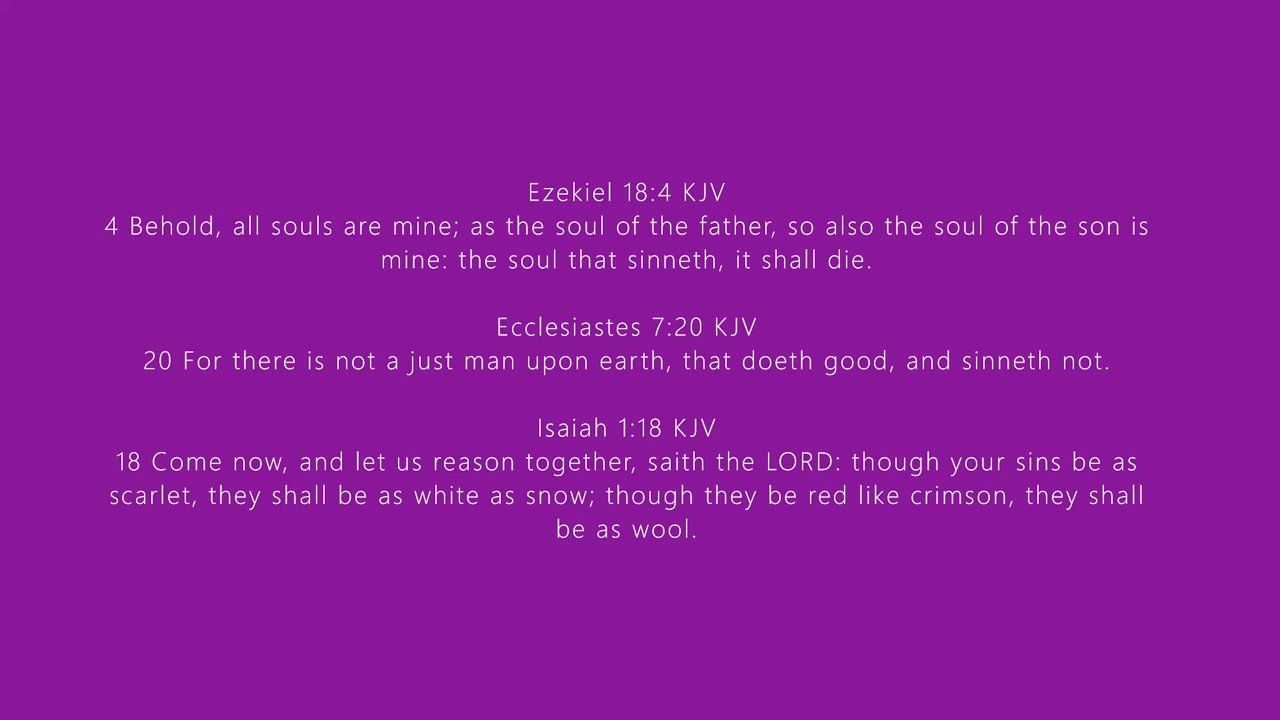 Ezekiel 18:4 KJV
4 Behold, all souls are mine; as the soul of the father, so also the soul of the son is
mine: the soul that sinneth, it shall die.
Ecclesiastes 7:20 KJV
20 For there is not a just man upon earth, that doeth good, and sinneth not.
Isaiah 1:18 KJV
18 Come now, and let us reason together, saith the LORD: though your sins be as
scarlet, they shall be as white as snow; though they be red like crimson, they shall
be as wool.